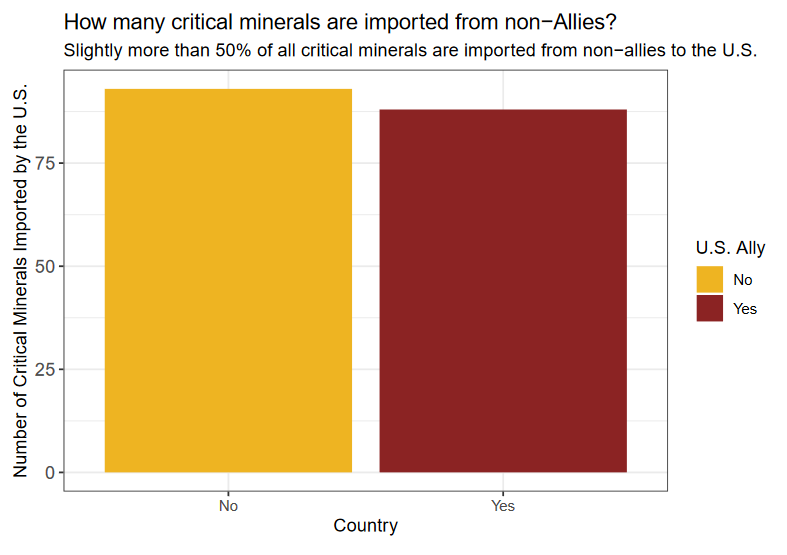 How many critical minerals are imported from non−Allies?
Slightly more than 50% of all critical minerals are imported from non−allies to the U.S.
Number of Critical Minerals Imported by the U.S.
75
50
25
0
No
Yes
Country
U.S. Ally
No
Yes